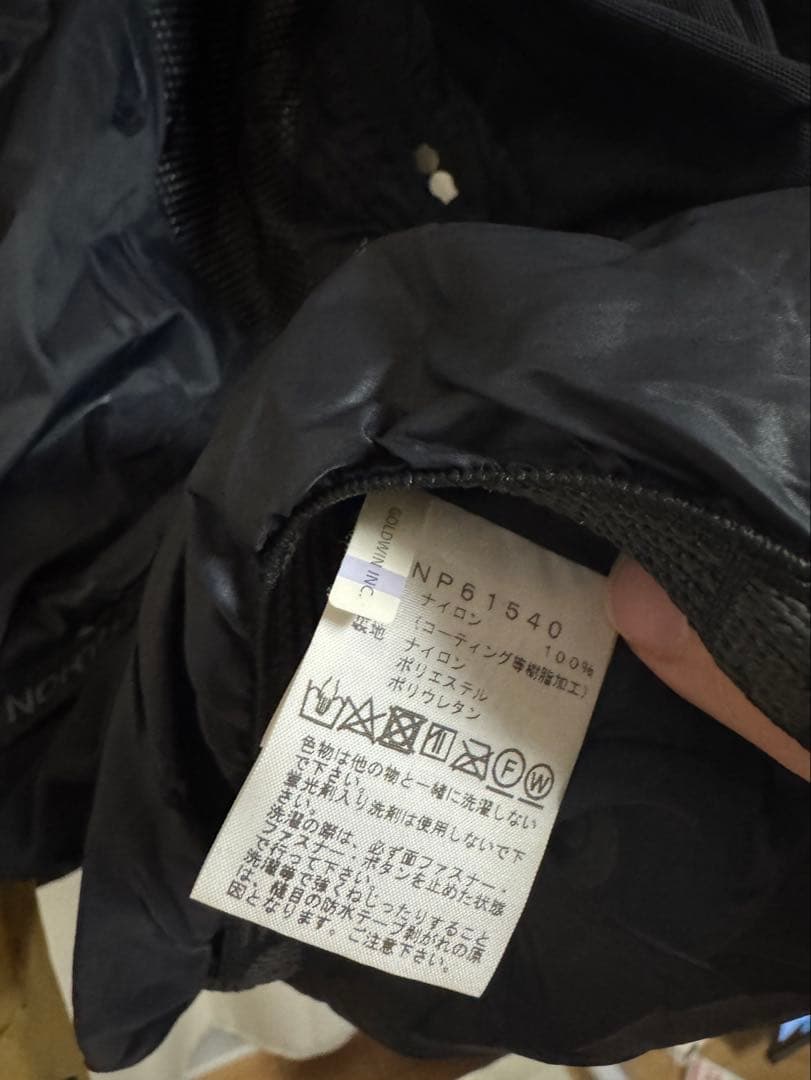 GOLDWIN INC.
NP61540
ナイロン 100%
(コーティング等樹脂加工)
ナイロン
ポリエステル
ポリウレタン
F W
色物は他の物と一緒に洗濯しない
で下さい。
蛍光剤入り洗剤は使用しないで下
さい。
洗濯の際は、必ず面ファスナー・
ファスナー・ボタンを止めた状態
で行って下さい。
洗濯等で強くねじったりすること
は、縫目の防水テープ剥がれの原
因となります。ご注意下さい。
NORT